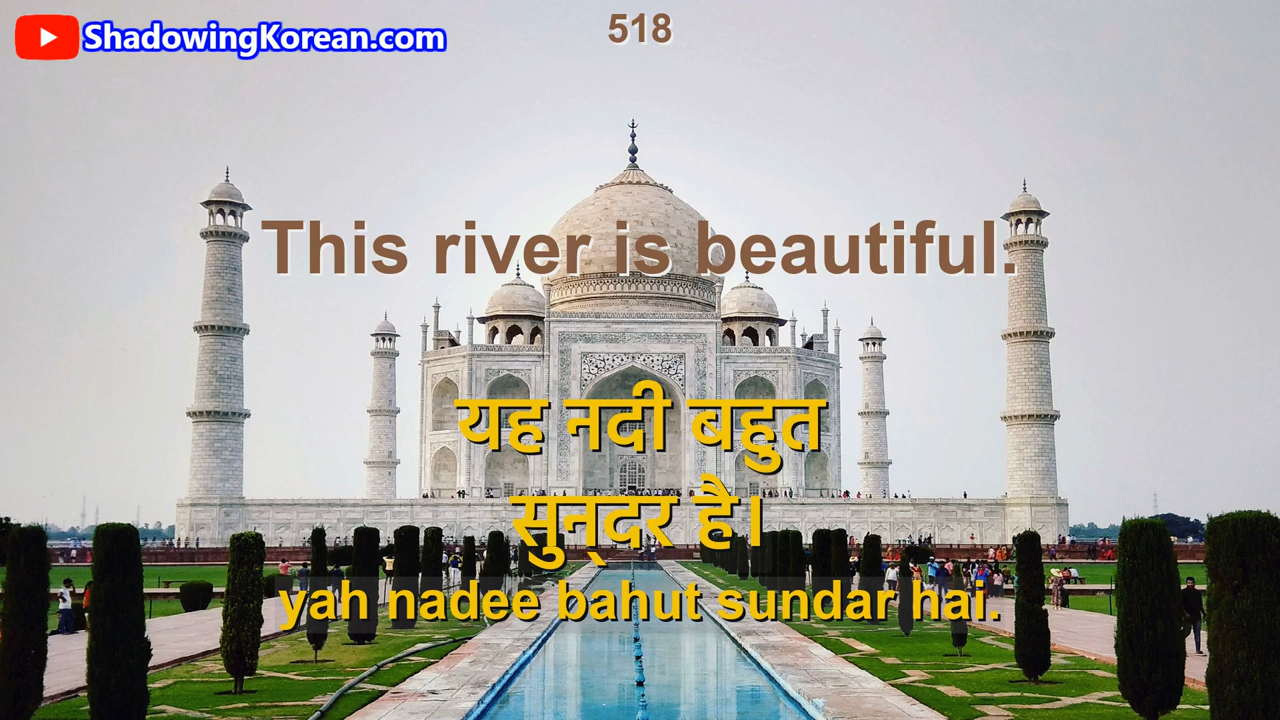 ShadowingKorean.com
518
This river is beautiful.
यह नदी बहुत
सुन्‌दर है।
yah nadee bahut sundar hai.